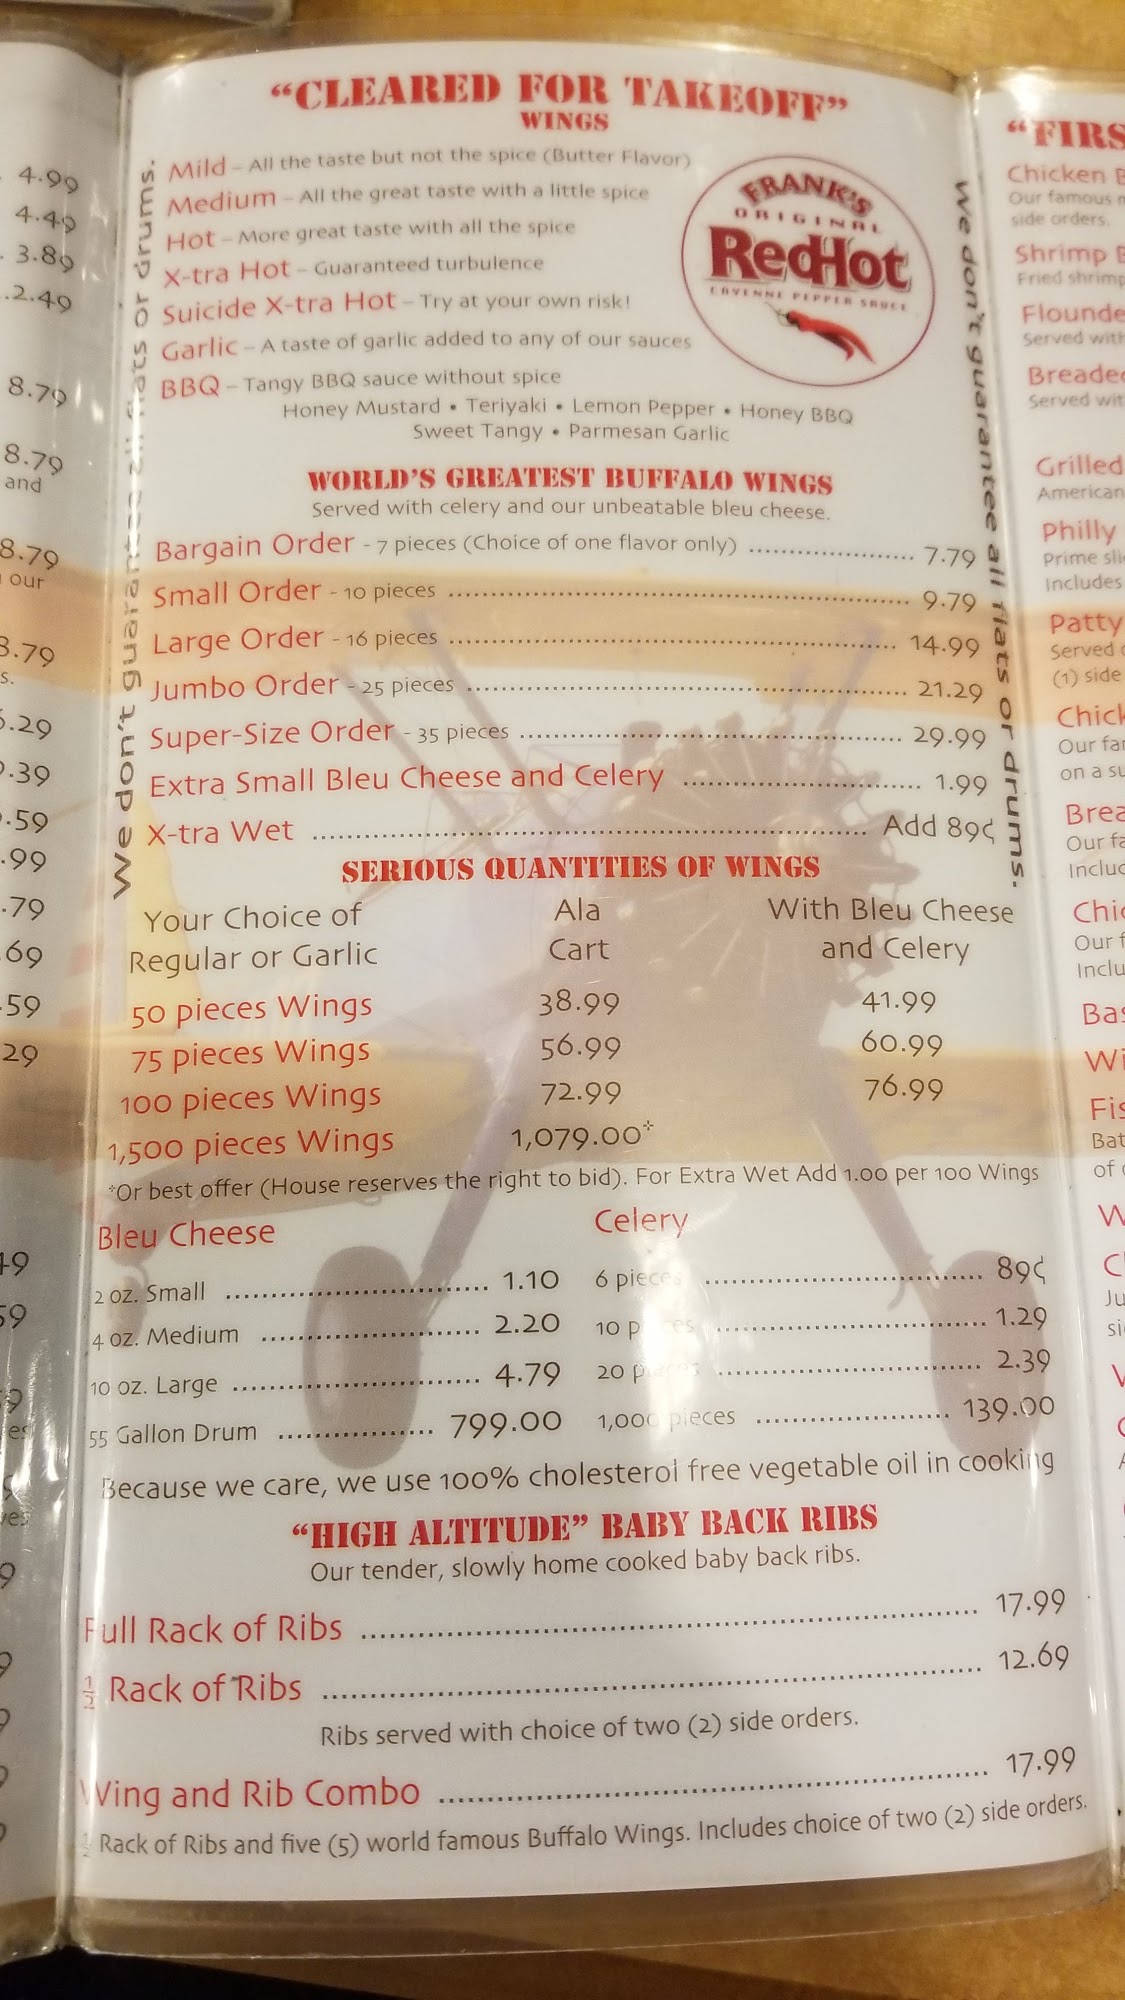 "CLEARED FOR TAKEOFF"
WINGS
Mild – All the taste but not the spice (Butter Flavor)
Medium – All the great taste with a little spice
Hot – More great taste with all the spice
X-tra Hot – Guaranteed turbulence
Suicide X-tra Hot – Try at your own risk!
Garlic – A taste of garlic added to any of our sauces
BBQ – Tangy BBQ sauce without spice
Honey Mustard • Teriyaki • Lemon Pepper • Honey BBQ
Sweet Tangy • Parmesan Garlic
FRANK'S
ORIGINAL
RedHot
CAYENNE PEPPER SAUCE
We don't guarantee all flats or drums.
We don't guarantee all flats or drums.
WORLD'S GREATEST BUFFALO WINGS
Served with celery and our unbeatable bleu cheese.
Bargain Order - 7 pieces (Choice of one flavor only) 7.79
Small Order - 10 pieces 9.79
Large Order - 16 pieces 14.99
Jumbo Order - 25 pieces 21.29
Super-Size Order - 35 pieces 29.99
Extra Small Bleu Cheese and Celery 1.99
X-tra Wet Add 89¢
SERIOUS QUANTITIES OF WINGS
Your Choice of Ala With Bleu Cheese
Regular or Garlic Cart and Celery
50 pieces Wings 38.99 41.99
75 pieces Wings 56.99 60.99
100 pieces Wings 72.99 76.99
1,500 pieces Wings 1,079.00*
*Or best offer (House reserves the right to bid). For Extra Wet Add 1.00 per 100 Wings
Bleu Cheese Celery
2 oz. Small 1.10 6 pieces 89¢
4 oz. Medium 2.20 10 pieces 1.29
10 oz. Large 4.79 20 pieces 2.39
55 Gallon Drum 799.00 1,000 pieces 139.00
Because we care, we use 100% cholesterol free vegetable oil in cooking
"HIGH ALTITUDE" BABY BACK RIBS
Our tender, slowly home cooked baby back ribs.
Full Rack of Ribs 17.99
½ Rack of Ribs 12.69
Ribs served with choice of two (2) side orders.
Wing and Rib Combo 17.99
½ Rack of Ribs and five (5) world famous Buffalo Wings. Includes choice of two (2) side orders.
4.99
4.49
3.89
2.49
8.79
8.79
and
8.79
our
Chicken
Our famous
side orders.
Shrimp
Fried shrimp
Served with
Served
Grilled
American
Philly
Prime
Includes
Patty
Served
(1) side
Our
on a
Our
Our